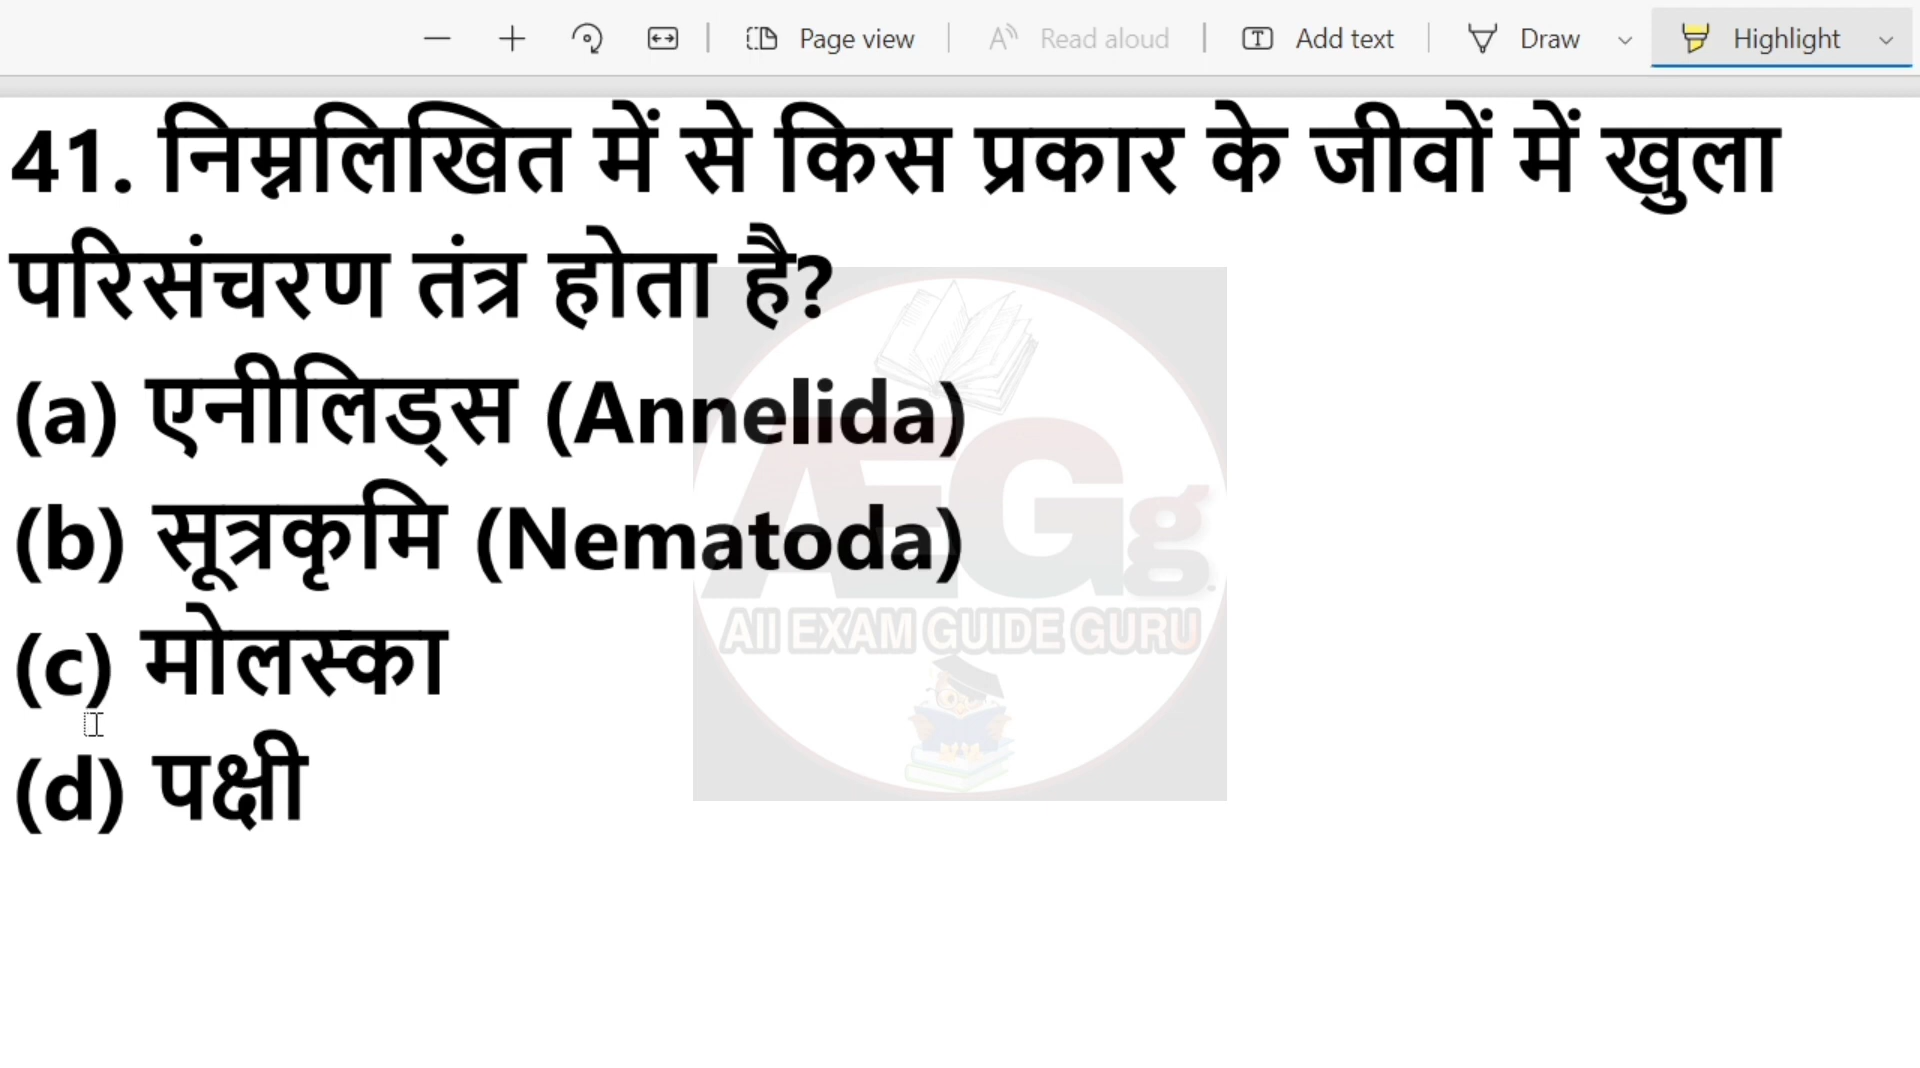 Page view
Read aloud
Add text
Draw
Highlight
41. निम्नलिखित में से किस प्रकार के जीवों में खुला
परिसंचरण तंत्र होता है?
(a) एनीलिड्स (Annelida)
(b) सूत्रकृमि (Nematoda)
(c) मोलस्का
(d) पक्षी
AEGg
All EXAM GUIDE GURU